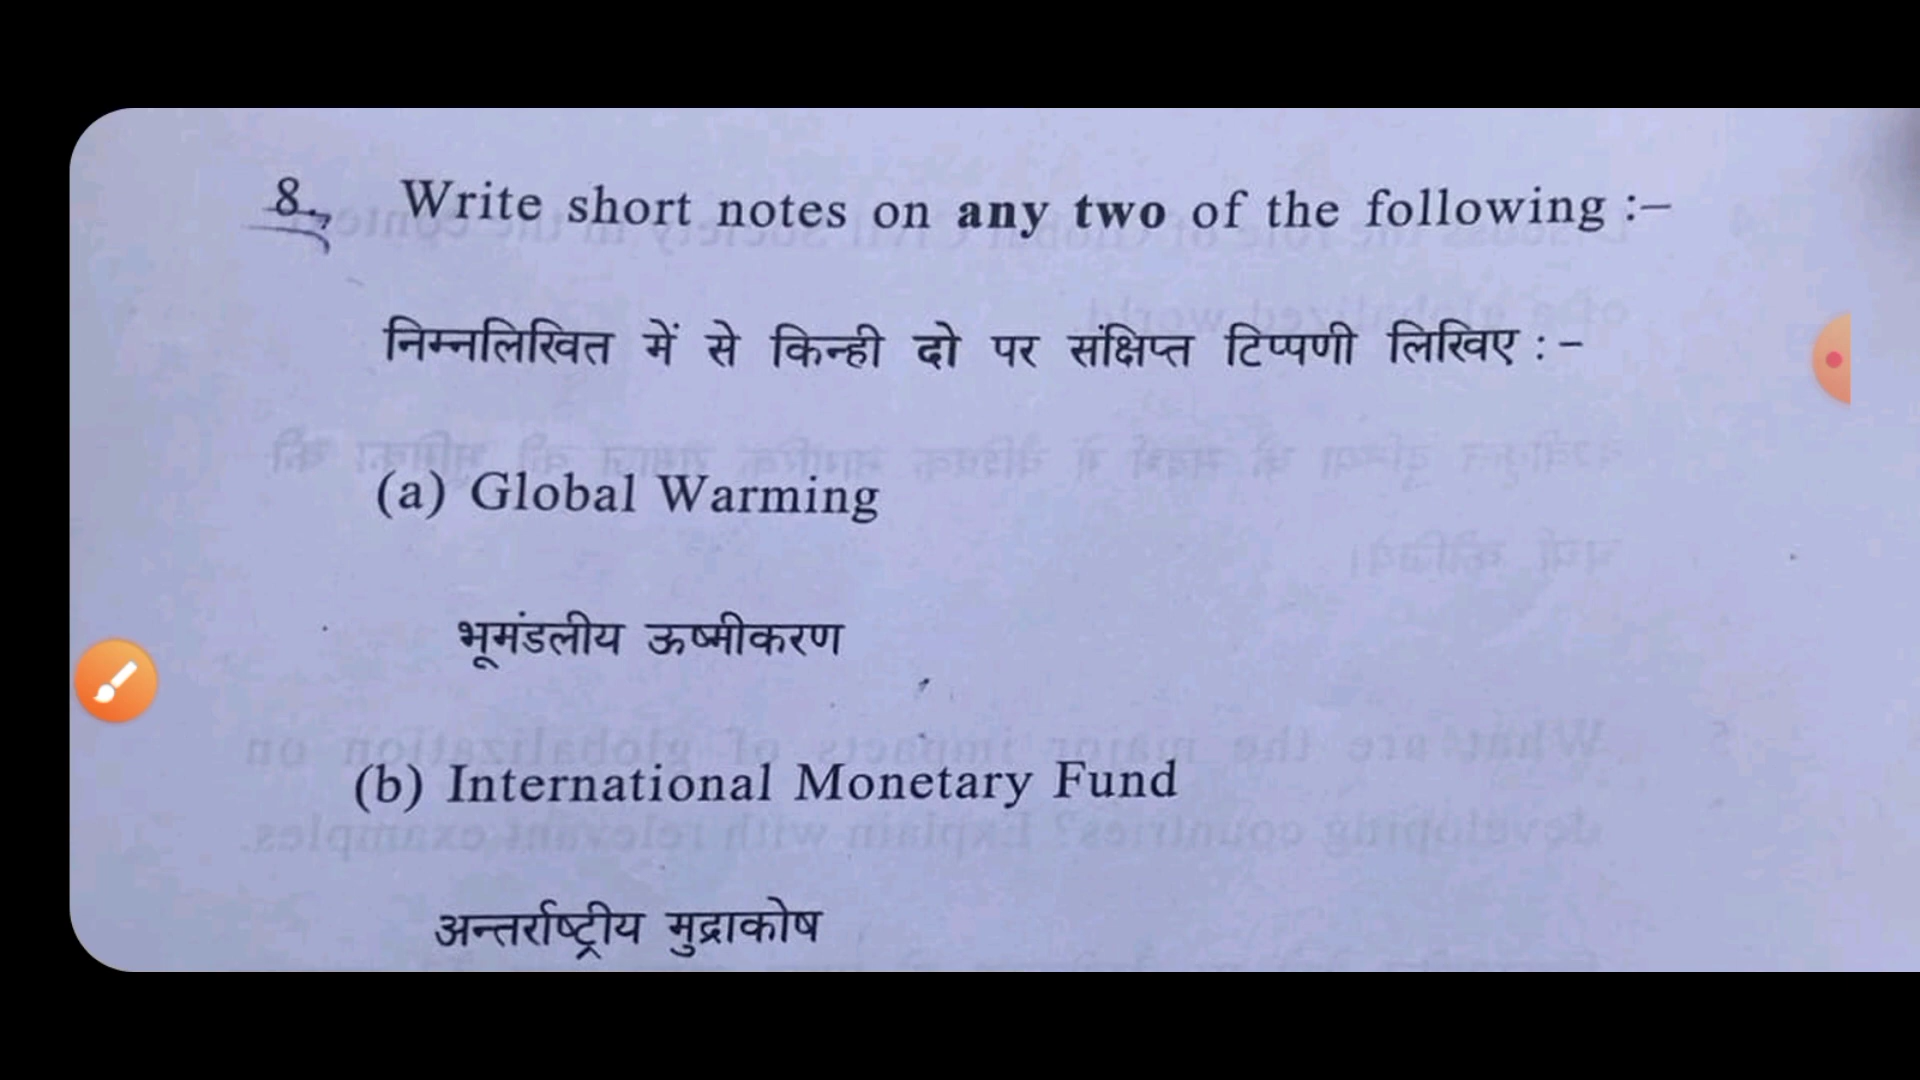 8. Write short notes on any two of the following :–
निम्नलिखित में से किन्ही दो पर संक्षिप्त टिप्पणी लिखिए : –
(a) Global Warming
भूमंडलीय ऊष्मीकरण
(b) International Monetary Fund
अन्तर्राष्ट्रीय मुद्राकोष